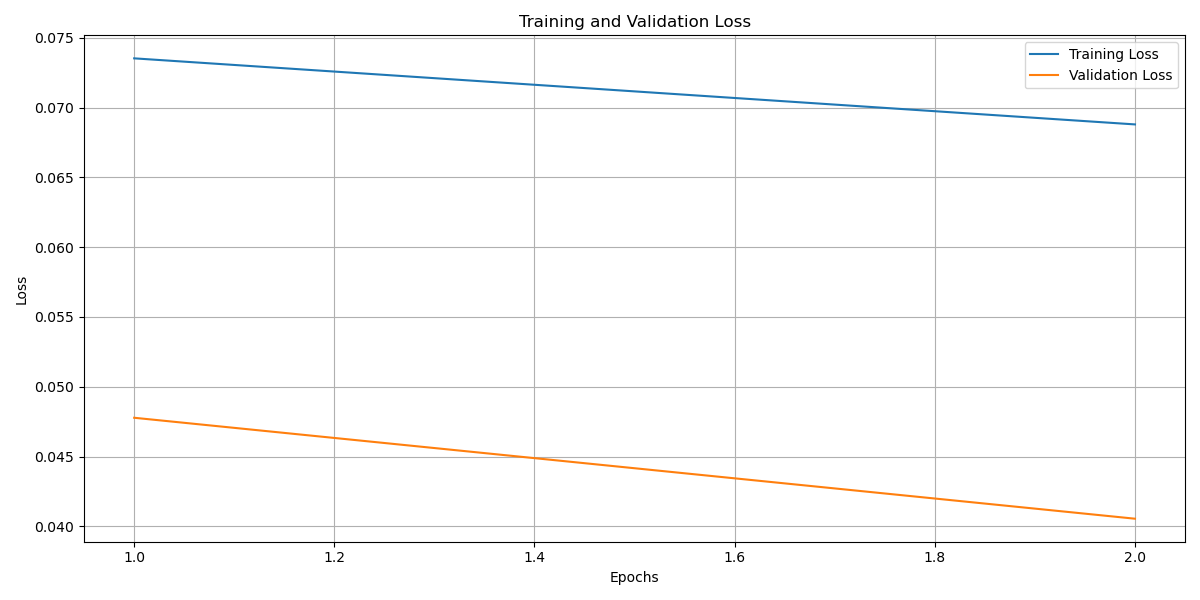 Training and Validation Loss
Training Loss
Validation Loss
0.075
0.070
0.065
0.060
0.055
0.050
0.045
0.040
Loss
1.0 1.2 1.4 1.6 1.8 2.0
Epochs